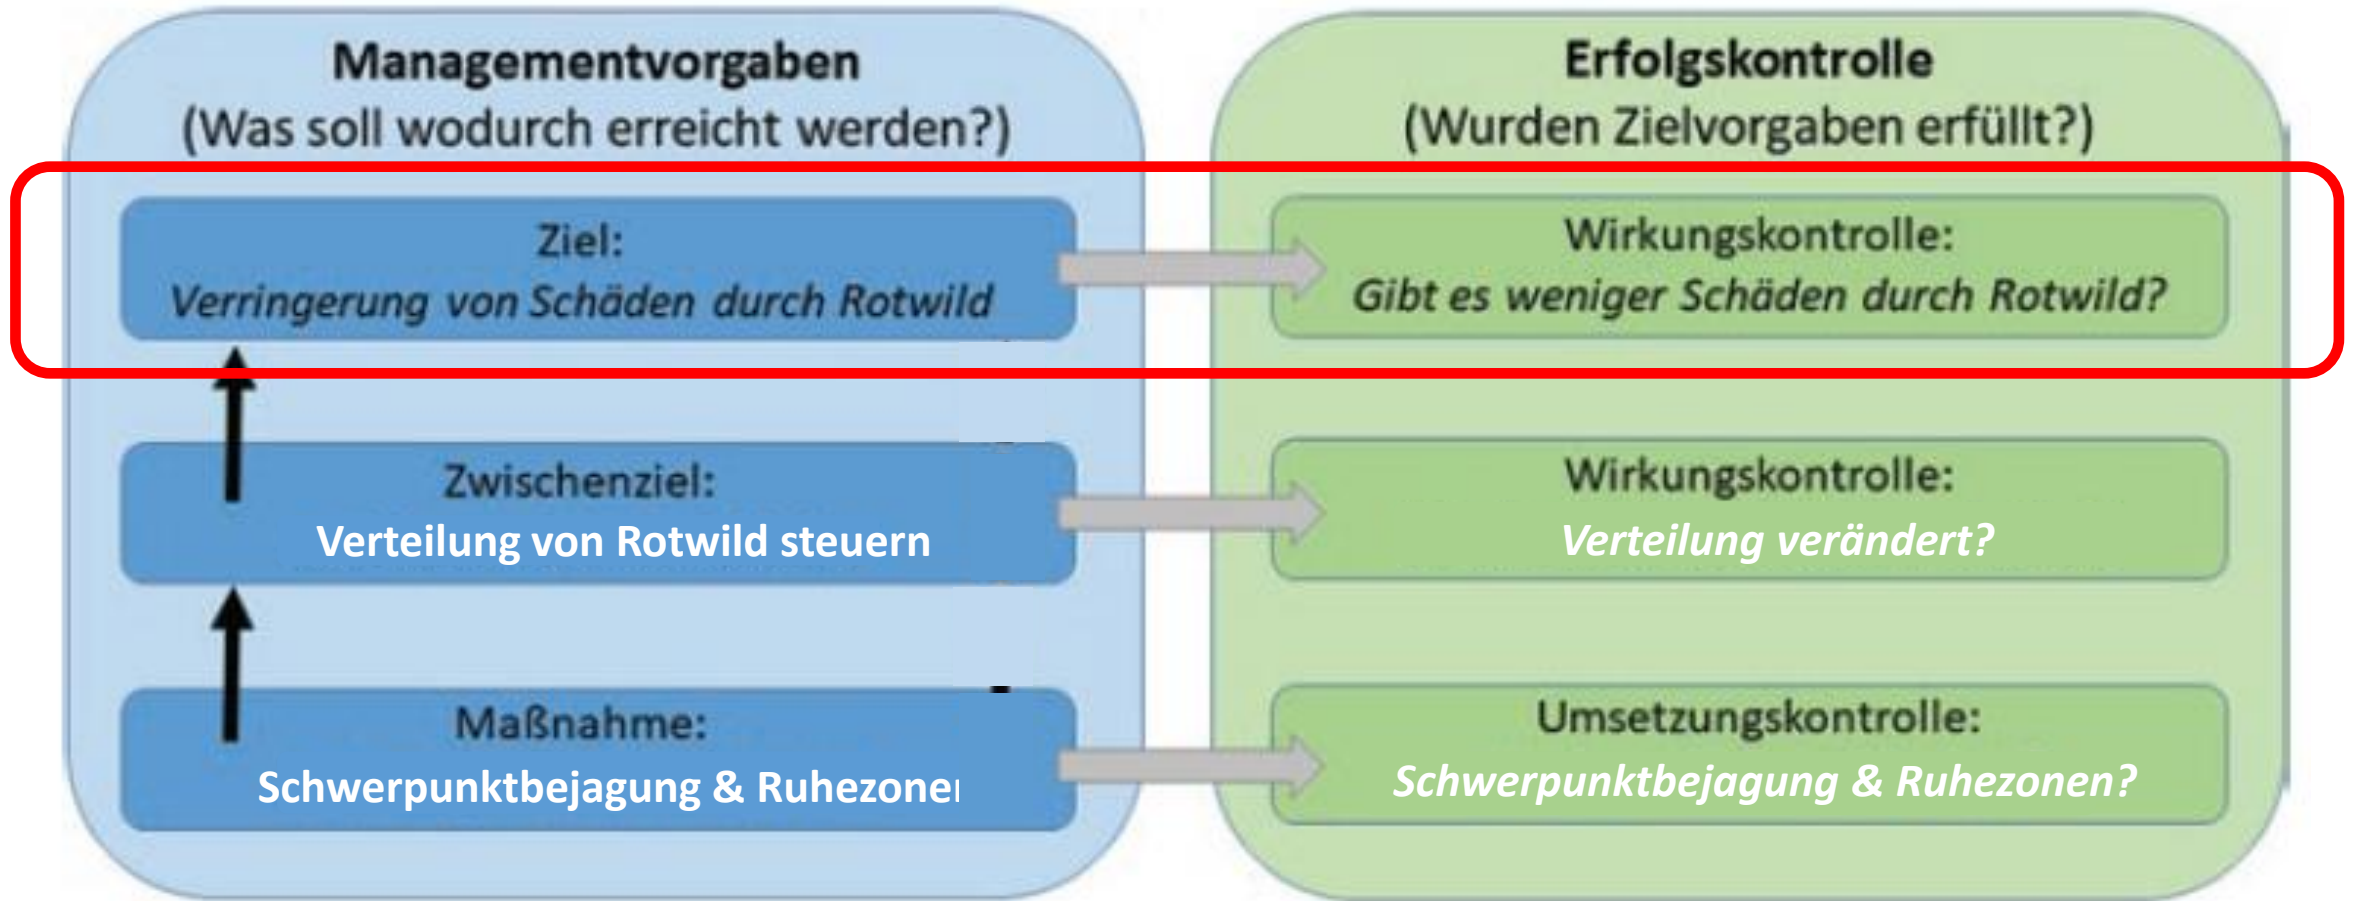 Managementvorgaben
(Was soll wodurch erreicht werden?)
Ziel:
Verringerung von Schäden durch Rotwild
Zwischenziel:
Verteilung von Rotwild steuern
Maßnahme:
Schwerpunktbejagung & Ruhezonen
Erfolgskontrolle
(Wurden Zielvorgaben erfüllt?)
Wirkungskontrolle:
Gibt es weniger Schäden durch Rotwild?
Wirkungskontrolle:
Verteilung verändert?
Umsetzungskontrolle:
Schwerpunktbejagung & Ruhezonen?